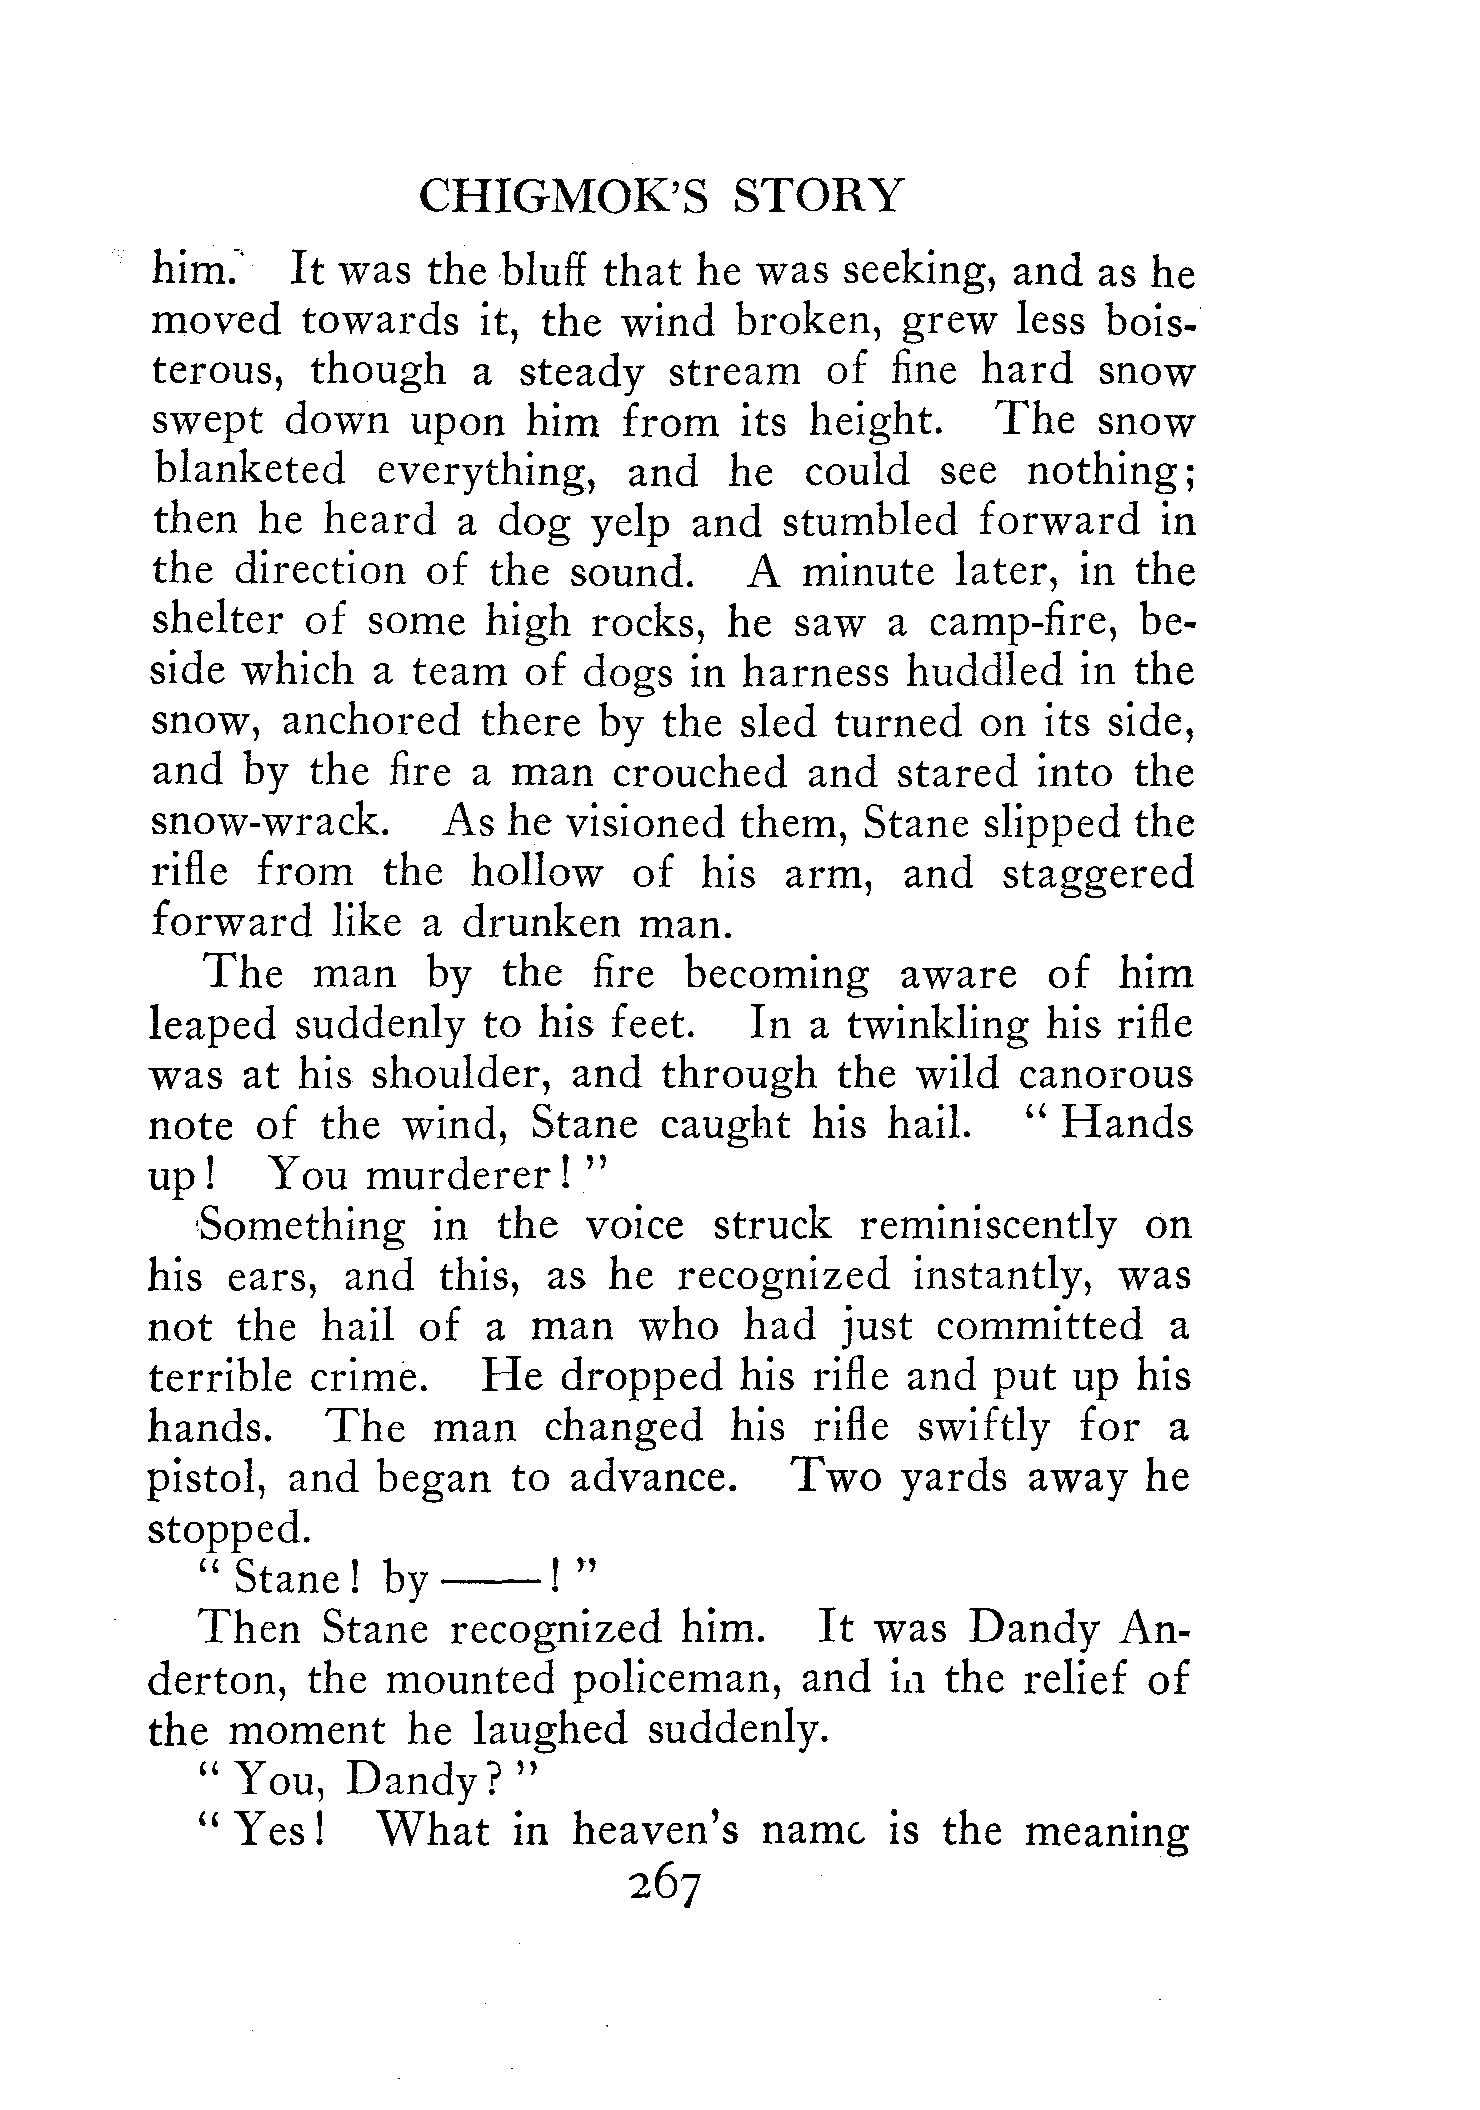 CHIGMOK'S STORY
him. It was the bluff that he was seeking, and as he
moved towards it, the wind broken, grew less bois-
terous, though a steady stream of fine hard snow
swept down upon him from its height. The snow
blanketed everything, and he could see nothing;
then he heard a dog yelp and stumbled forward in
the direction of the sound. A minute later, in the
shelter of some high rocks, he saw a camp-fire, be-
side which a team of dogs in harness huddled in the
snow, anchored there by the sled turned on its side,
and by the fire a man crouched and stared into the
snow-wrack. As he visioned them, Stane slipped the
rifle from the hollow of his arm, and staggered
forward like a drunken man.
The man by the fire becoming aware of him
leaped suddenly to his feet. In a twinkling his rifle
was at his shoulder, and through the wild canorous
note of the wind, Stane caught his hail. “ Hands
up! You murderer! ”
Something in the voice struck reminiscently on
his ears, and this, as he recognized instantly, was
not the hail of a man who had just committed a
terrible crime. He dropped his rifle and put up his
hands. The man changed his rifle swiftly for a
pistol, and began to advance. Two yards away he
stopped.
“ Stane! by ——! ”
Then Stane recognized him. It was Dandy An-
derton, the mounted policeman, and in the relief of
the moment he laughed suddenly.
“ You, Dandy? ”
“ Yes! What in heaven's name is the meaning
267